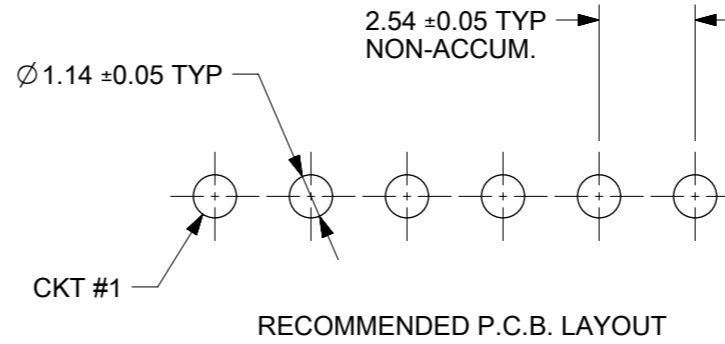 2.54 ±0.05 TYP
NON-ACCUM.
∅1.14 ±0.05 TYP
CKT #1
RECOMMENDED P.C.B. LAYOUT